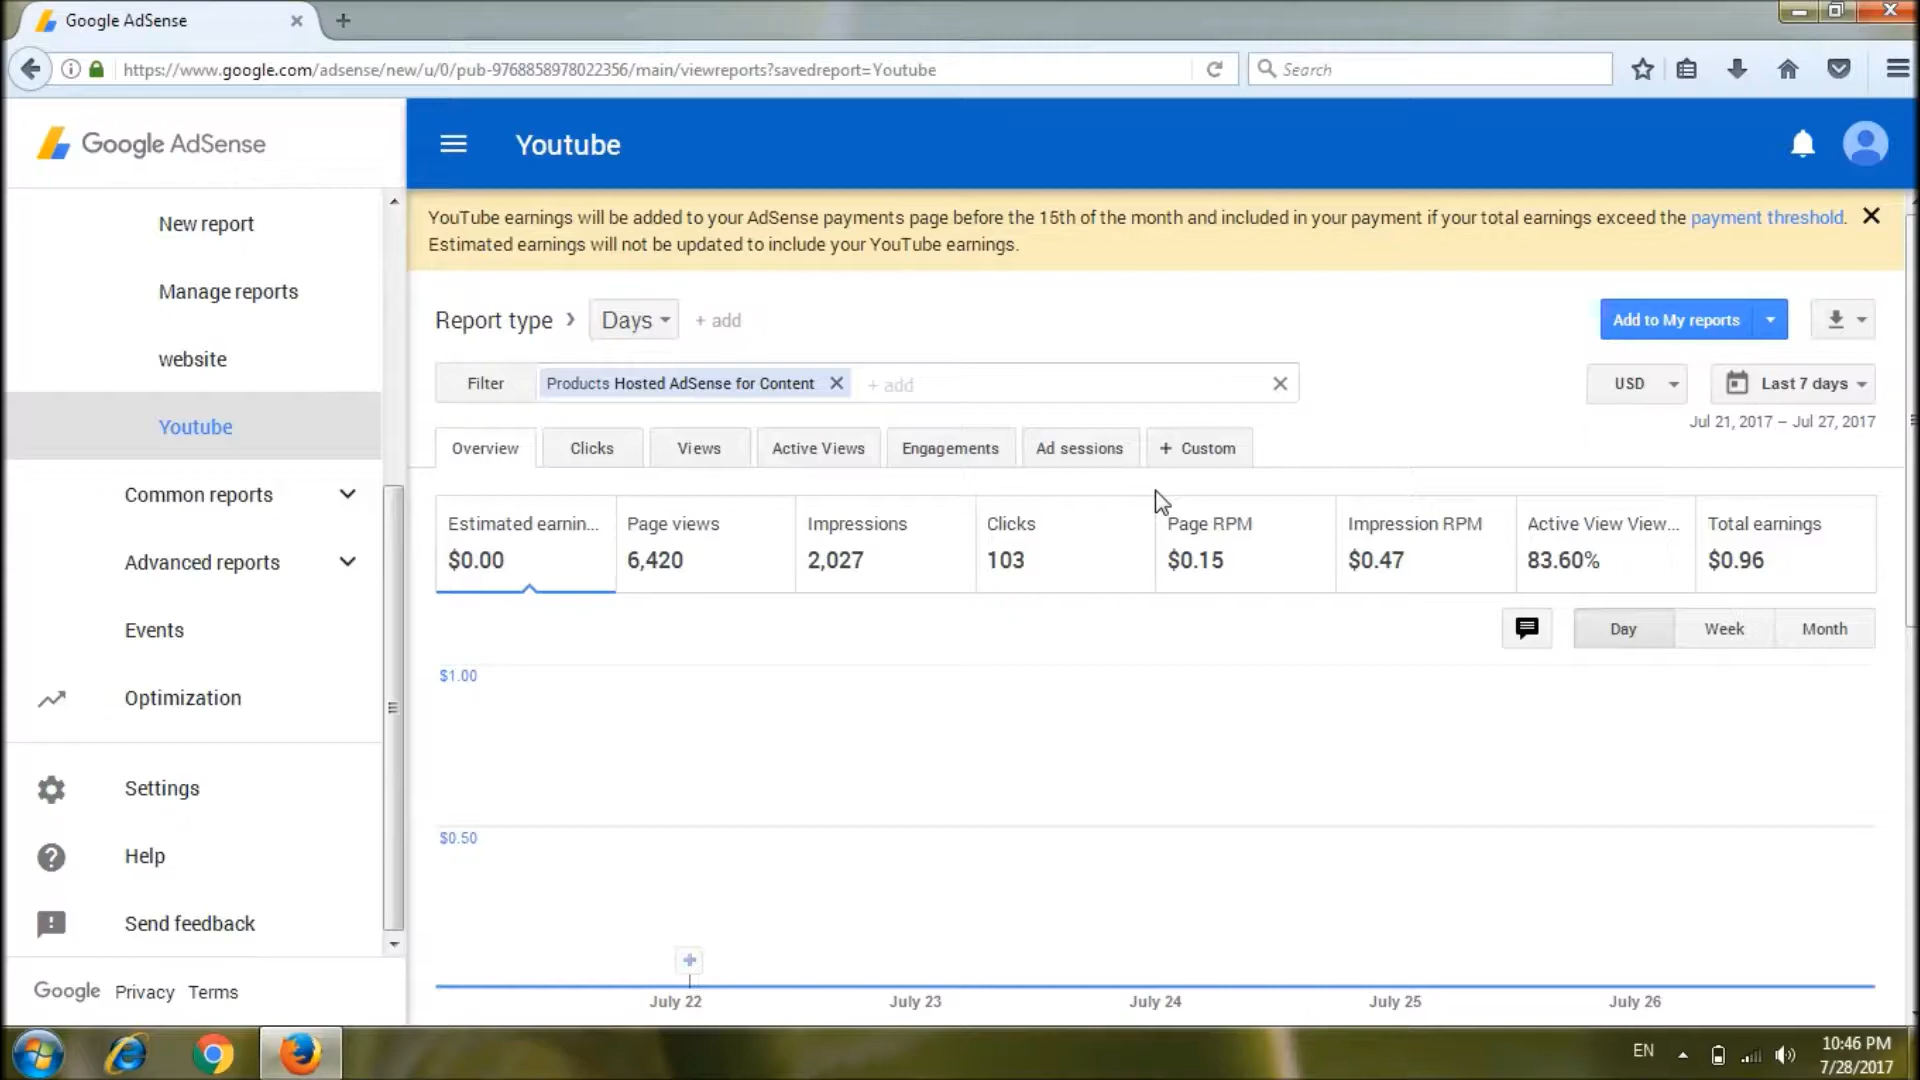 Google AdSense
https://www.google.com/adsense/new/u/0/pub-9768858978022356/main/viewreports?savedreport=Youtube
Search
Google AdSense
Youtube
New report
Manage reports
website
Youtube
Common reports
Advanced reports
Events
Optimization
Settings
Help
Send feedback
Google Privacy Terms
YouTube earnings will be added to your AdSense payments page before the 15th of the month and included in your payment if your total earnings exceed the payment threshold.
Estimated earnings will not be updated to include your YouTube earnings.
Report type > Days + add
Add to My reports
Filter Products Hosted AdSense for Content + add
USD Last 7 days
Jul 21, 2017 – Jul 27, 2017
Overview Clicks Views Active Views Engagements Ad sessions + Custom
Estimated earnin... Page views Impressions Clicks Page RPM Impression RPM Active View View... Total earnings
$0.00 6,420 2,027 103 $0.15 $0.47 83.60% $0.96
Day Week Month
$1.00
$0.50
July 22 July 23 July 24 July 25 July 26
EN
10:46 PM
7/28/2017